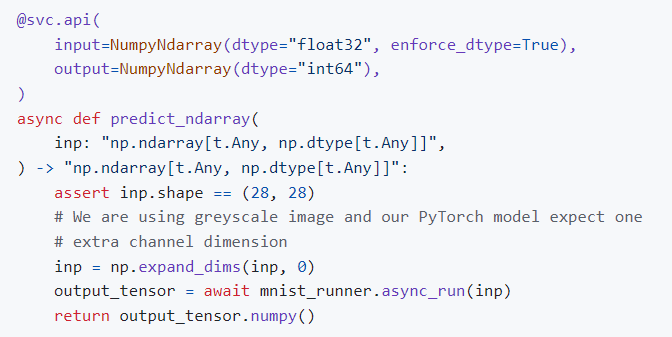 @svc.api(
    input=NumpyNdarray(dtype="float32", enforce_dtype=True),
    output=NumpyNdarray(dtype="int64"),
)
async def predict_ndarray(
    inp: "np.ndarray[t.Any, np.dtype[t.Any]]",
) -> "np.ndarray[t.Any, np.dtype[t.Any]]":
    assert inp.shape == (28, 28)
    # We are using greyscale image and our PyTorch model expect one
    # extra channel dimension
    inp = np.expand_dims(inp, 0)
    output_tensor = await mnist_runner.async_run(inp)
    return output_tensor.numpy()